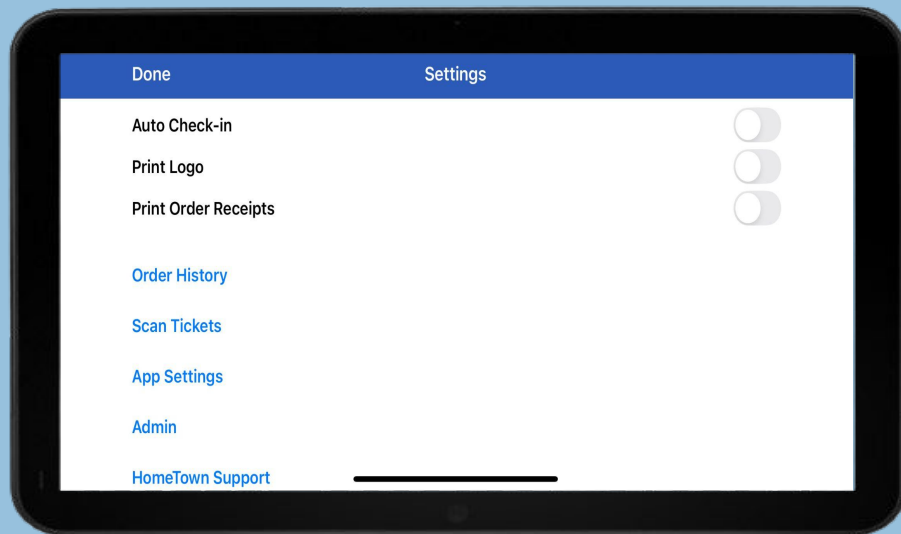 Done
Settings
Auto Check-in
Print Logo
Print Order Receipts
Order History
Scan Tickets
App Settings
Admin
HomeTown Support